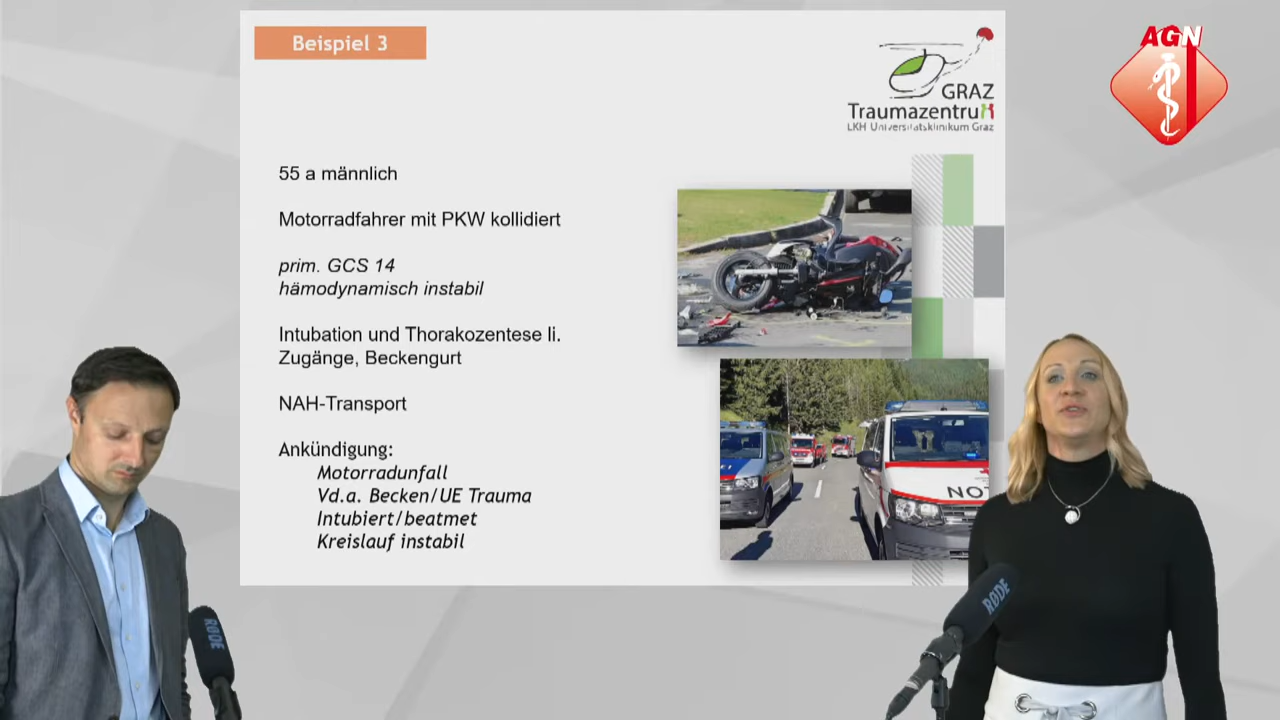 Beispiel 3
AGN
GRAZ
Traumazentrum
LKH Universitätsklinikum Graz
55 a männlich
Motorradfahrer mit PKW kollidiert
prim. GCS 14
hämodynamisch instabil
Intubation und Thorakozentese li.
Zugänge, Beckengurt
NAH-Transport
Ankündigung:
Motorradunfall
Vd.a. Becken/UE Trauma
Intubiert/beatmet
Kreislauf instabil
NOT
RØDE
RØDE